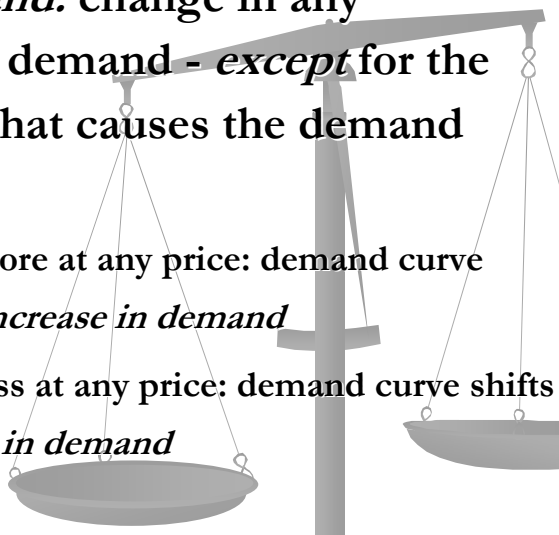 and: change in any
demand - except for the
hat causes the demand
ore at any price: demand curve
ncrease in demand
ss at any price: demand curve shifts
in demand